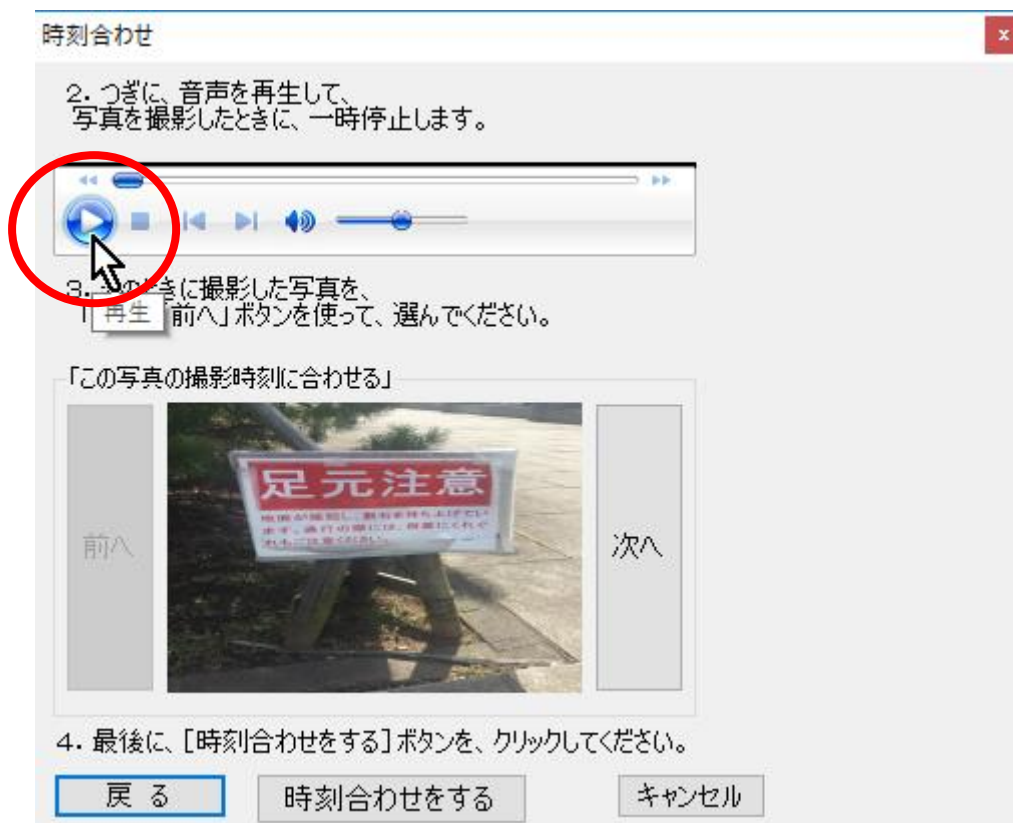 時刻合わせ
x
2. つぎに、音声を再生して、
写真を撮影したときに、一時停止します。
3. のときに撮影した写真を、
「 前へ」ボタンを使って、選んでください。
再生
「この写真の撮影時刻に合わせる」
前へ
足元注意
次へ
4. 最後に、[時刻合わせをする]ボタンを、クリックしてください。
戻る
時刻合わせをする
キャンセル